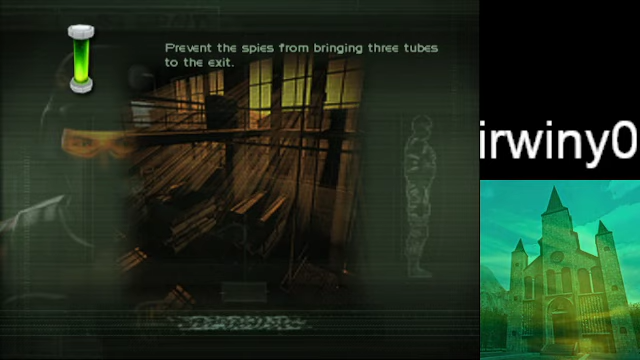 Prevent the spies from bringing three tubes
to the exit.
irwiny0